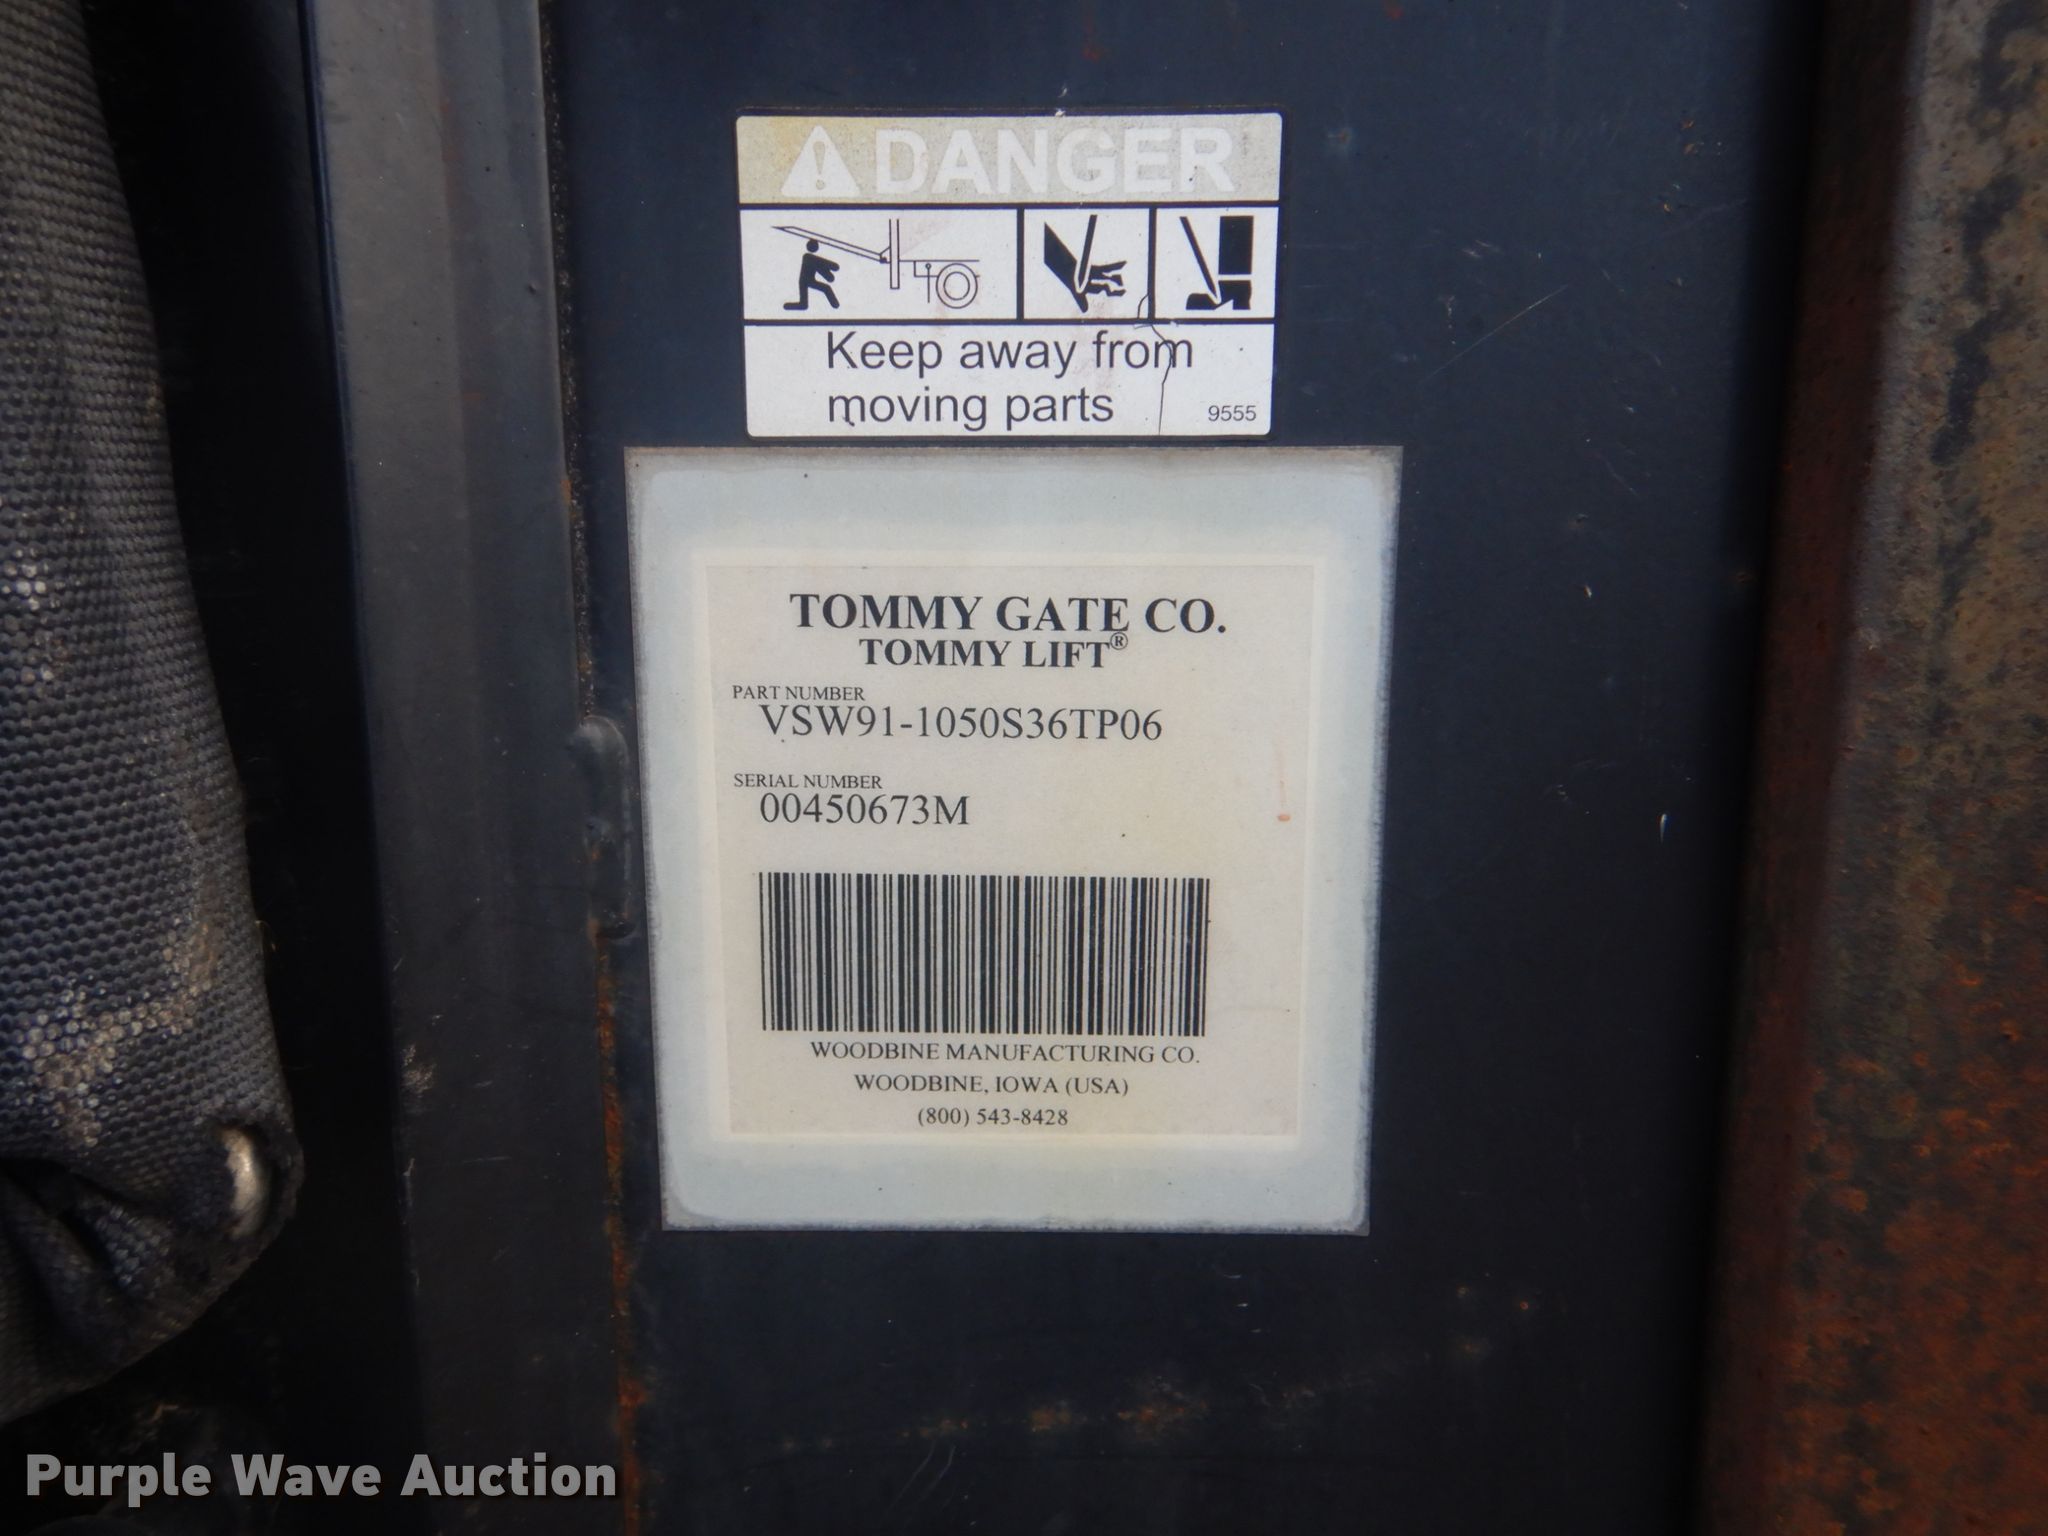 DANGER
Keep away from
moving parts
9555
TOMMY GATE CO.
TOMMY LIFT®
PART NUMBER
VSW91-1050S36TP06
SERIAL NUMBER
00450673M
WOODBINE MANUFACTURING CO.
WOODBINE, IOWA (USA)
(800) 543-8428
Purple Wave Auction